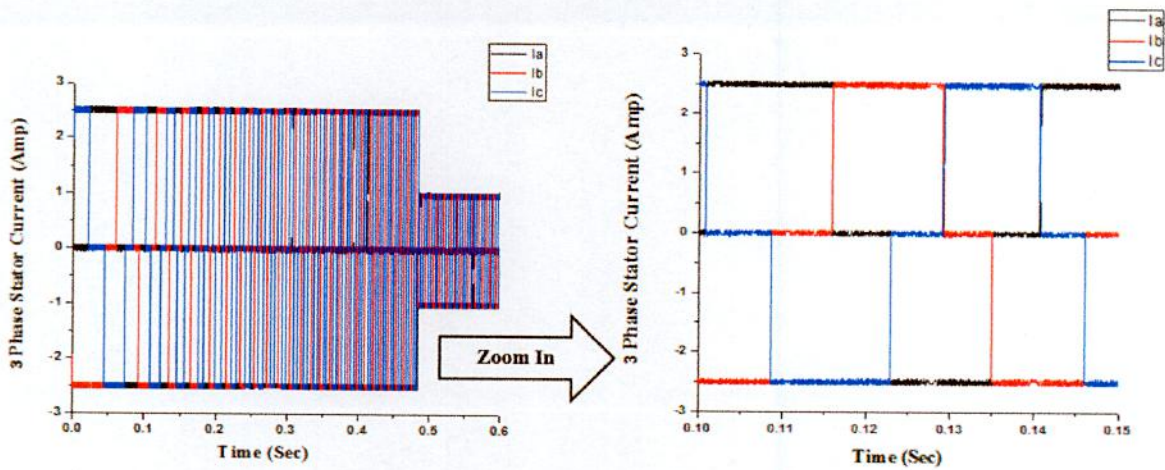 Ia
Ib
Ic
3 Phase Stator Current (Amp)
3
2
1
0
-1
-2
-3
0.0 0.1 0.2 0.3 0.4 0.5 0.6
Time (Sec)
Zoom In
Ia
Ib
Ic
3 Phase Stator Current (Amp)
3
2
1
0
-1
-2
-3
0.10 0.11 0.12 0.13 0.14 0.15
Time (Sec)